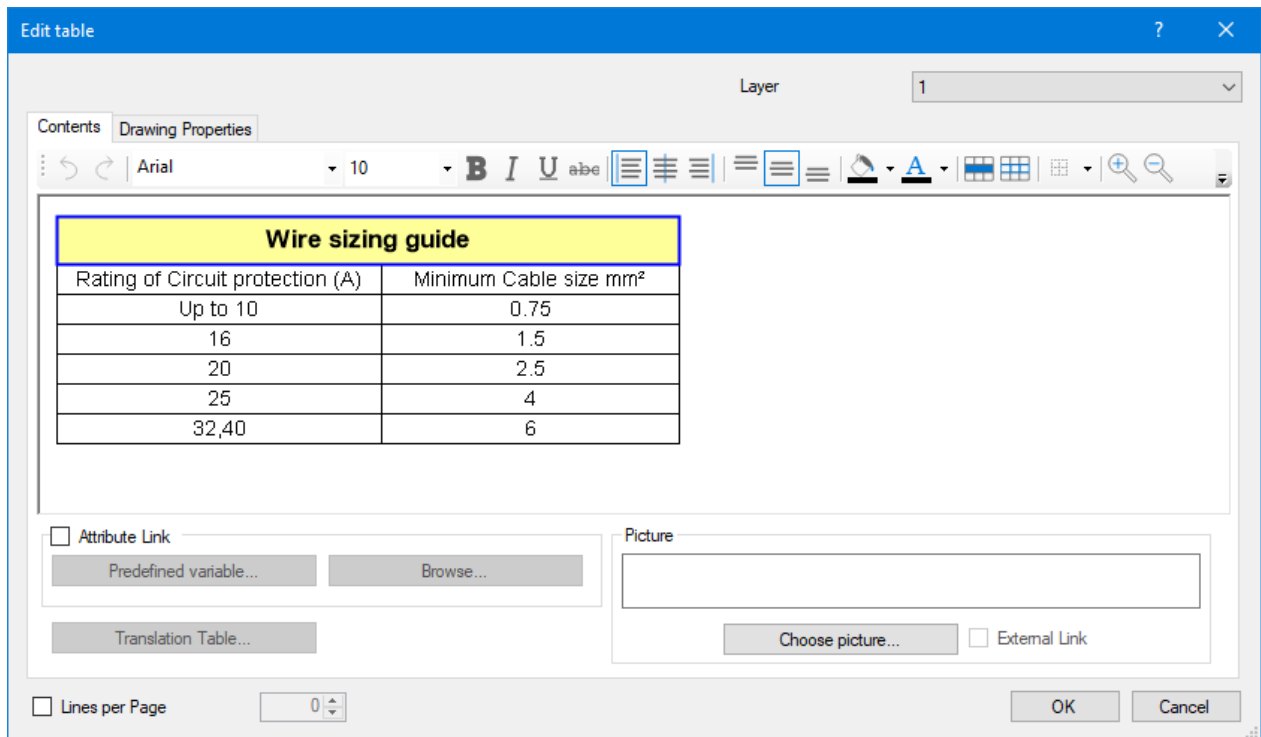 Edit table ?
Layer 1
Contents Drawing Properties
Arial 10 B I U abc A
Wire sizing guide
Rating of Circuit protection (A) Minimum Cable size mm²
Up to 10 0.75
16 1.5
20 2.5
25 4
32,40 6
Attribute Link Picture
Predefined variable... Browse...
Translation Table... Choose picture... External Link
Lines per Page 0 OK Cancel